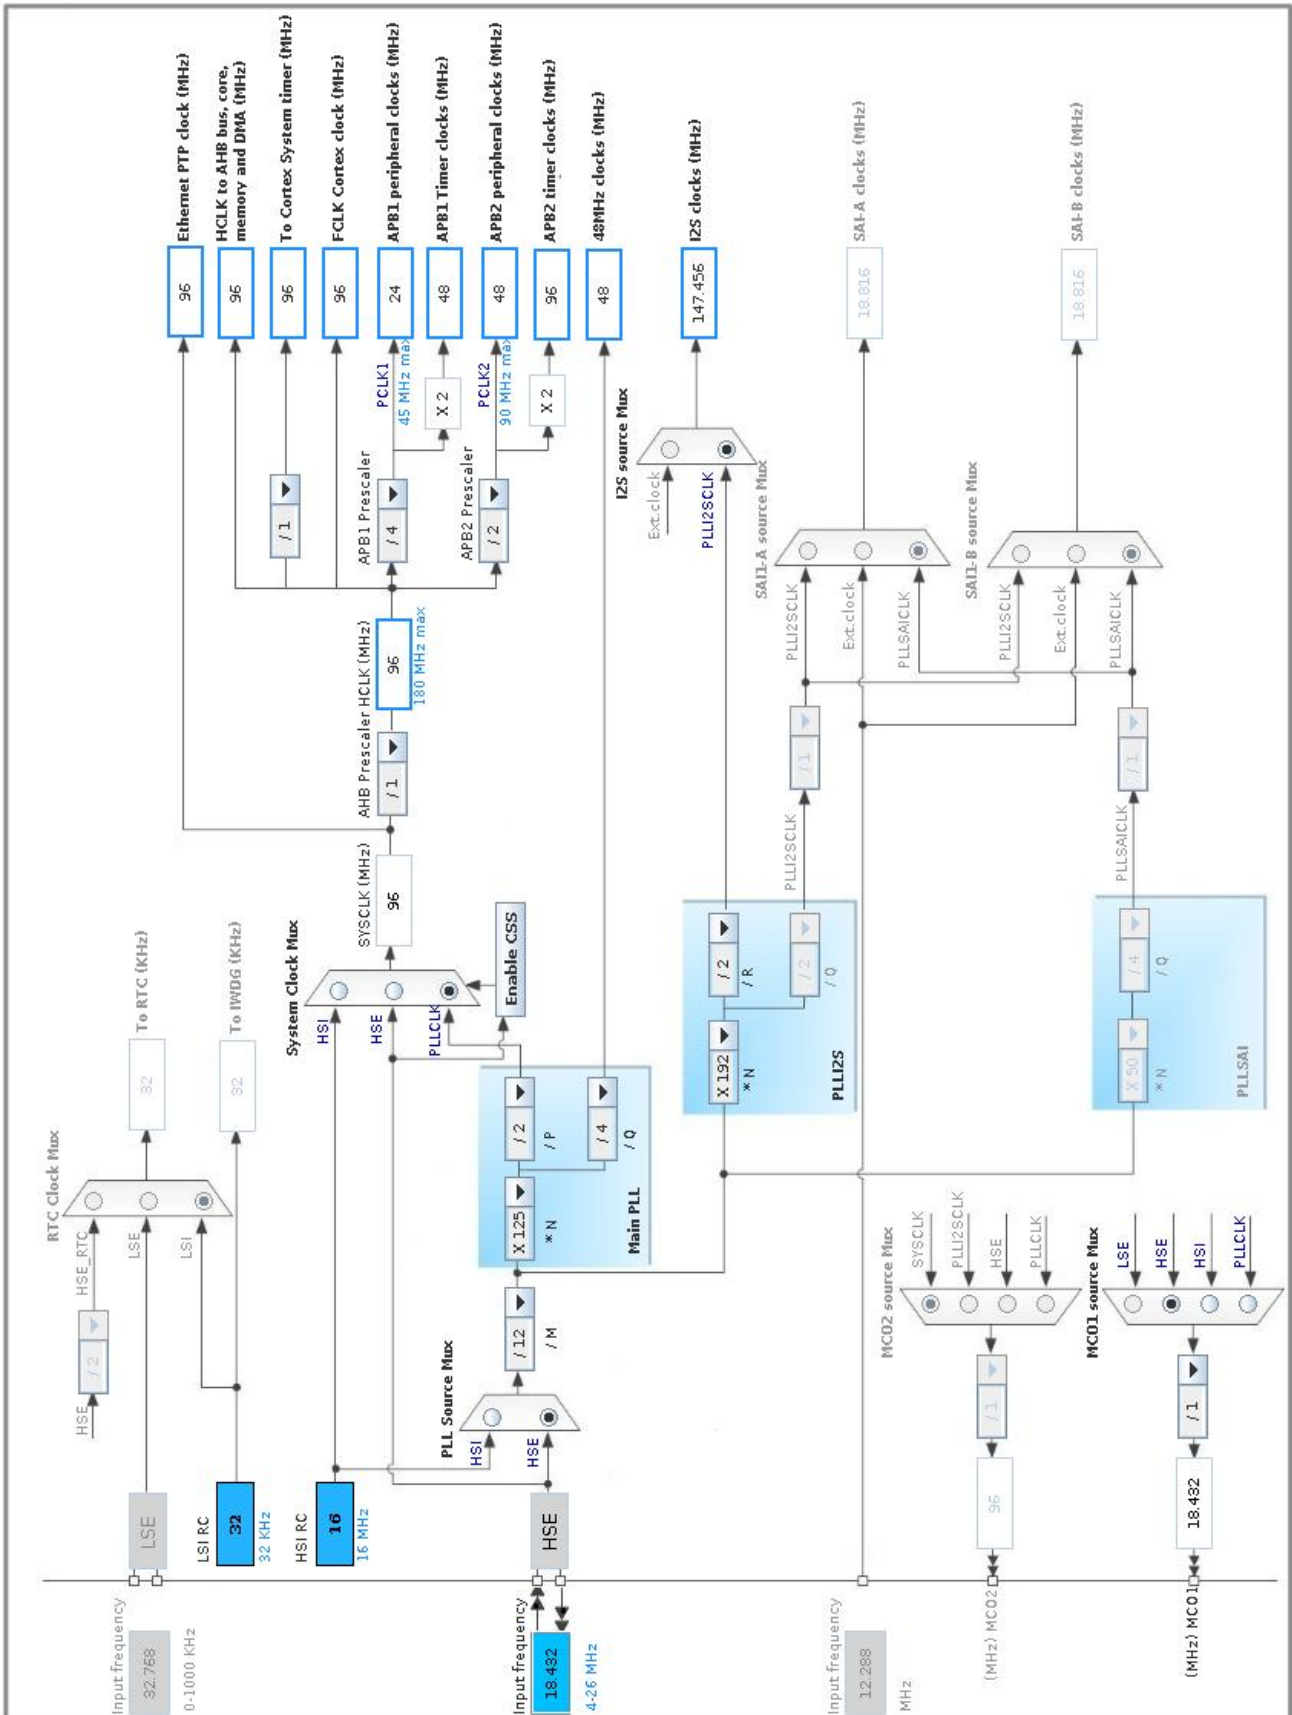 Input frequency
32.768
0-1000 KHz
LSE
LSI RC
32
32 KHz
HSI RC
16
16 MHz
Input frequency
18.432
4-26 MHz
HSE
Input frequency
12.288
MHz
HSE
/ 2
HSE_RTC
LSE
LSI
RTC Clock Mux
32
To RTC (KHz)
32
To IWDG (KHz)
PLL Source Mux
HSI
HSE
/ 12
/ M
X 125
* N
/ 2
/ P
/ 4
/ Q
Main PLL
System Clock Mux
HSI
HSE
PLLCLK
Enable CSS
SYSCLK (MHz)
96
AHB Prescaler
/ 1
HCLK (MHz)
96
180 MHz max
/ 1
APB1 Prescaler
/ 4
PCLK1
45 MHz max
X 2
APB2 Prescaler
/ 2
PCLK2
90 MHz max
X 2
96
Ethernet PTP clock (MHz)
96
HCLK to AHB bus, core,
memory and DMA (MHz)
96
To Cortex System timer (MHz)
96
FCLK Cortex clock (MHz)
24
APB1 peripheral clocks (MHz)
48
APB1 Timer clocks (MHz)
48
APB2 peripheral clocks (MHz)
96
APB2 timer clocks (MHz)
48
48MHz clocks (MHz)
X 192
* N
/ 2
/ R
/ 2
/ Q
PLLI2S
I2S source Mux
Ext.clock
PLLI2SCLK
147.456
I2S clocks (MHz)
PLLI2SCLK
/ 1
SAI1-A source Mux
PLLI2SCLK
Ext.clock
PLLSAICLK
18.816
SAI-A clocks (MHz)
X 50
* N
/ 4
/ Q
PLLSAI
PLLSAICLK
/ 1
SAI1-B source Mux
PLLI2SCLK
Ext.clock
PLLSAICLK
18.816
SAI-B clocks (MHz)
MCO2 source Mux
SYSCLK
PLLI2SCLK
HSE
PLLCLK
/ 1
96
(MHz) MCO2
MCO1 source Mux
LSE
HSE
HSI
PLLCLK
/ 1
18.432
(MHz) MCO1